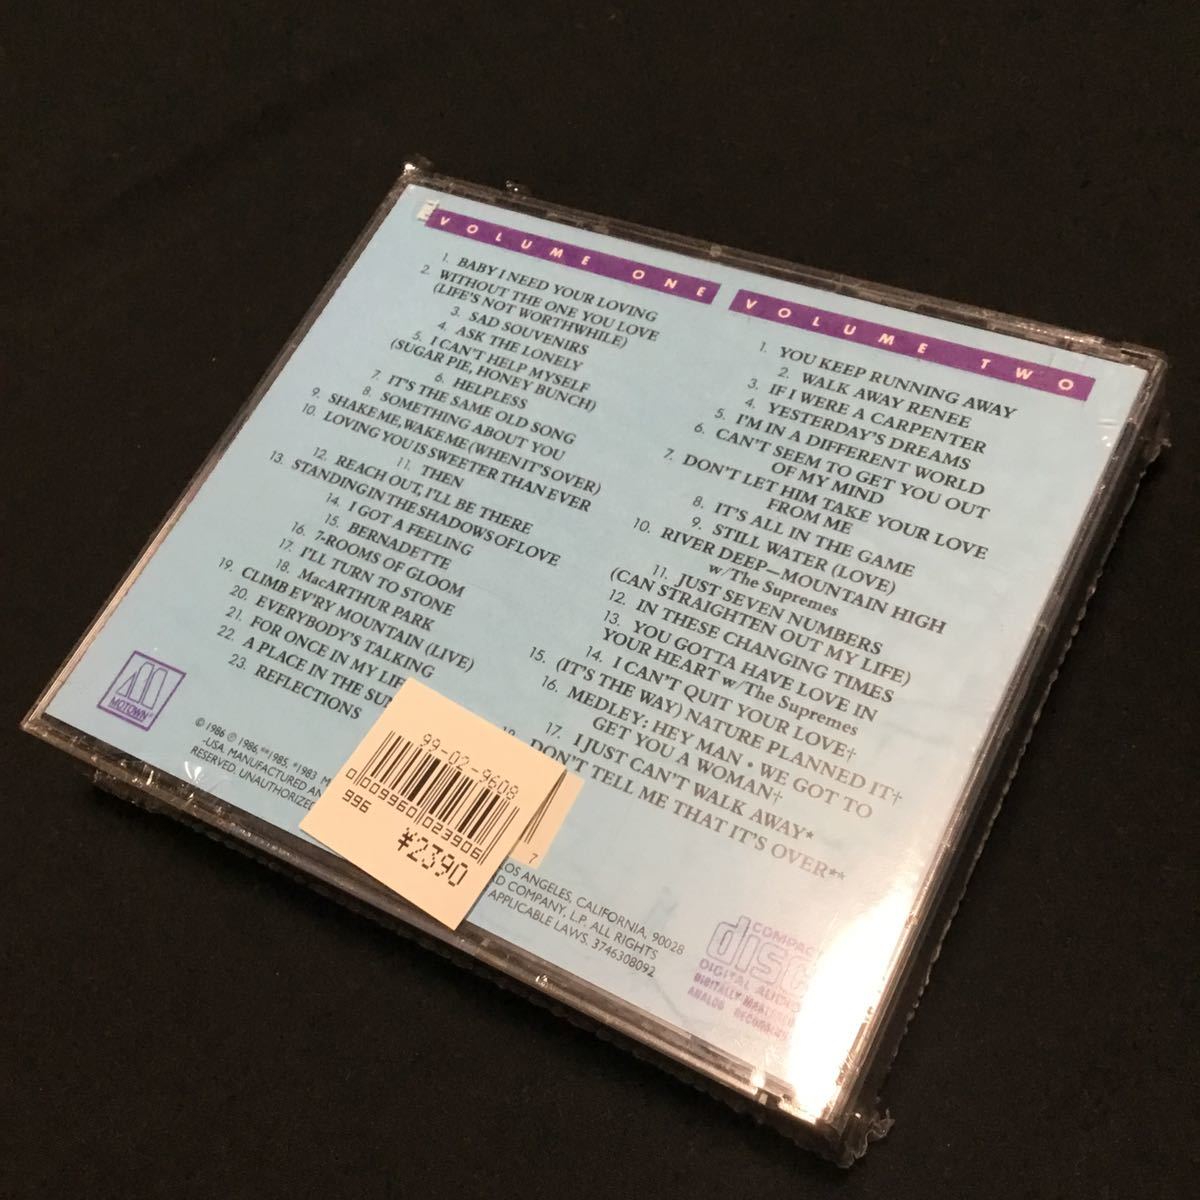 VOLUME ONE
1. BABY I NEED YOUR LOVING
2. WITHOUT THE ONE YOU LOVE
(LIFE'S NOT WORTHWHILE)
3. SAD SOUVENIRS
4. ASK THE LONELY
5. I CAN'T HELP MYSELF
(SUGAR PIE, HONEY BUNCH)
6. HELPLESS
7. IT'S THE SAME OLD SONG
8. SOMETHING ABOUT YOU
9. SHAKE ME, WAKE ME (WHEN IT'S OVER)
10. LOVING YOU IS SWEETER THAN EVER
11. THEN
12. REACH OUT, I'LL BE THERE
13. STANDING IN THE SHADOWS OF LOVE
14. I GOT A FEELING
15. BERNADETTE
16. 7-ROOMS OF GLOOM
17. I'LL TURN TO STONE
18. MacARTHUR PARK
19. CLIMB EV'RY MOUNTAIN (LIVE)
20. EVERYBODY'S TALKING
21. FOR ONCE IN MY LIFE
22. A PLACE IN THE SUN
23. REFLECTIONS
VOLUME TWO
1. YOU KEEP RUNNING AWAY
2. WALK AWAY RENEE
3. IF I WERE A CARPENTER
4. YESTERDAY'S DREAMS
5. I'M IN A DIFFERENT WORLD
6. CAN'T SEEM TO GET YOU OUT
OF MY MIND
7. DON'T LET HIM TAKE YOUR LOVE
FROM ME
8. IT'S ALL IN THE GAME
9. STILL WATER (LOVE)
10. RIVER DEEP—MOUNTAIN HIGH
w/The Supremes
11. JUST SEVEN NUMBERS
(CAN STRAIGHTEN OUT MY LIFE)
12. IN THESE CHANGING TIMES
13. YOU GOTTA HAVE LOVE IN
YOUR HEART w/The Supremes
14. I CAN'T QUIT YOUR LOVE†
15. (IT'S THE WAY) NATURE PLANNED IT†
16. MEDLEY: HEY MAN • WE GOT TO
GET YOU A WOMAN†
17. I JUST CAN'T WALK AWAY*
18. DON'T TELL ME THAT IT'S OVER**
MOTOWN®
© 1986 ℗ 1986, **1985, *1983
-USA. MANUFACTURED
RESERVED. UNAUTHORIZED
LOS ANGELES, CALIFORNIA, 90028
COMPANY, L.P. ALL RIGHTS
APPLICABLE LAWS. 3746308092
99-02-9608
0009960023906
996
¥2390
7
COMPACT
disc
DIGITAL AUDIO
DIGITALLY
ANALOG